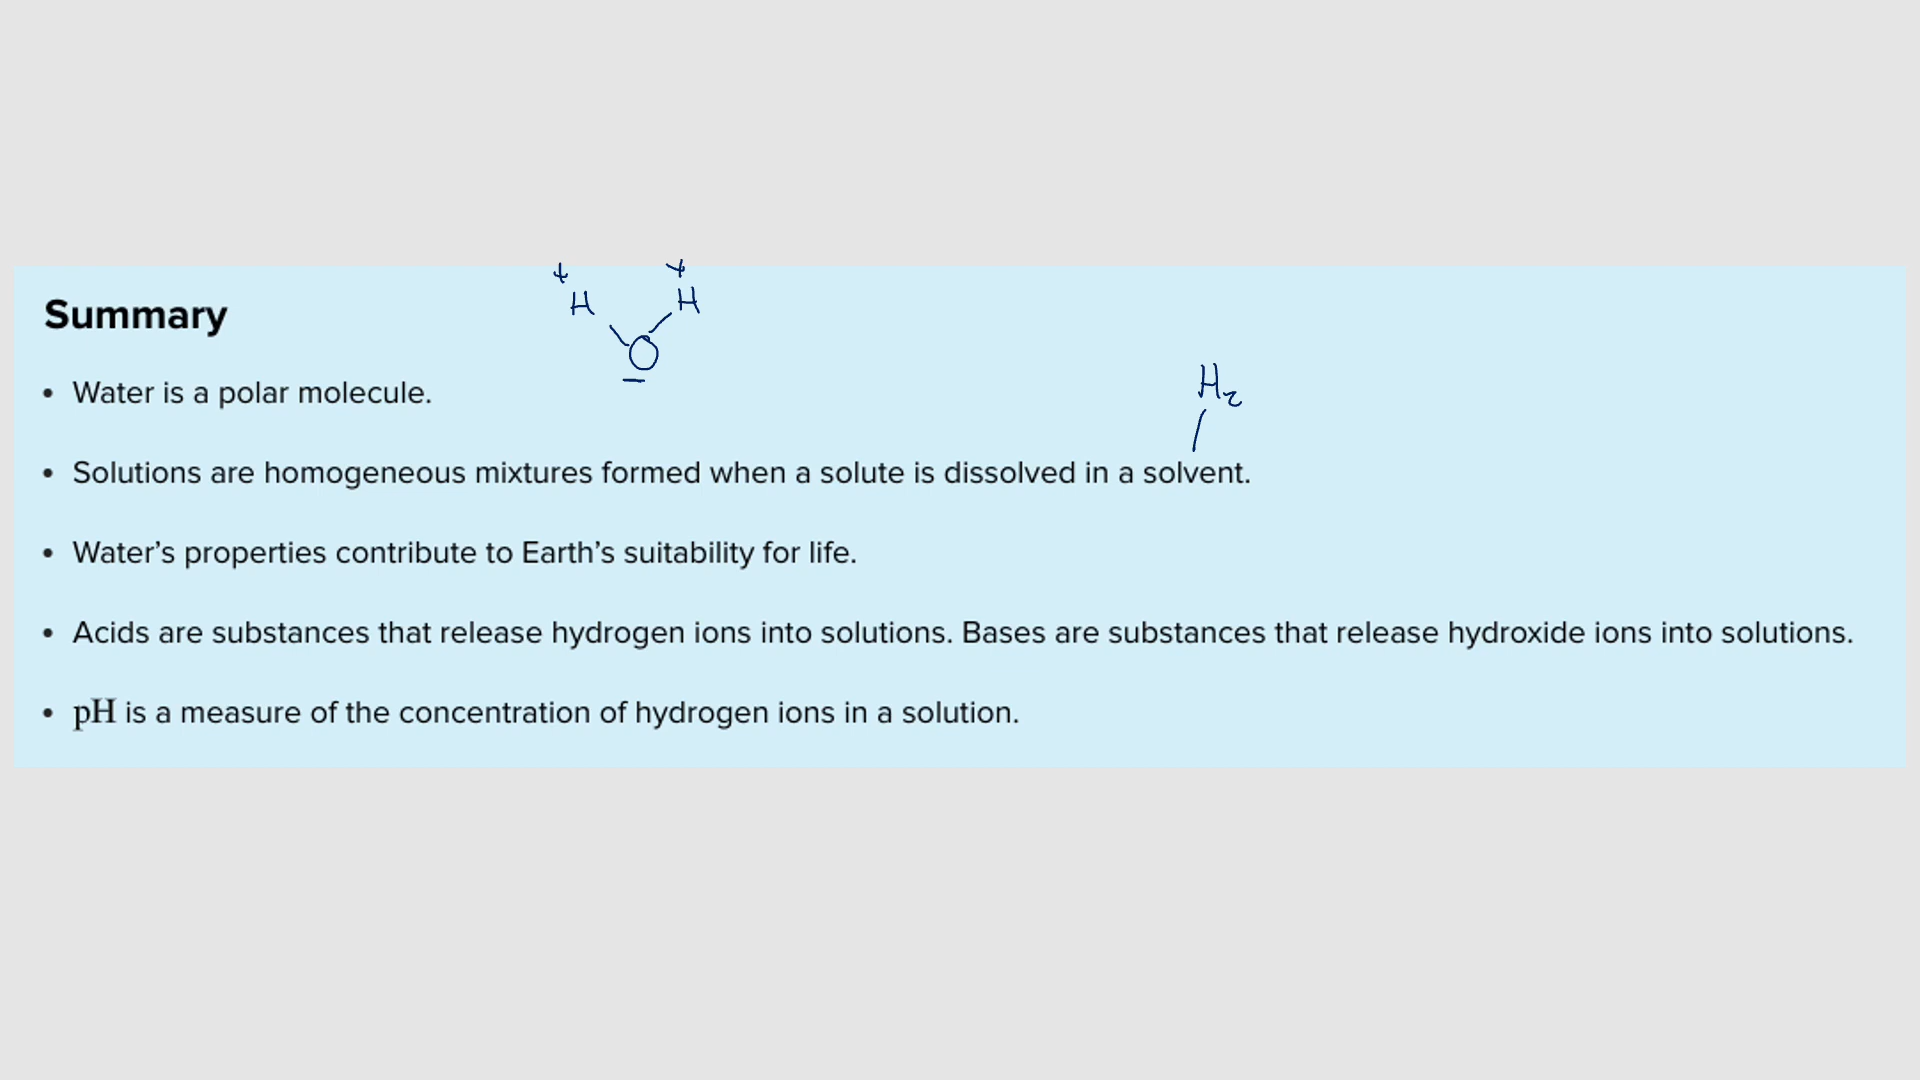 + +
H H
Summary
O
–
• Water is a polar molecule.
H₂
• Solutions are homogeneous mixtures formed when a solute is dissolved in a solvent.
• Water’s properties contribute to Earth’s suitability for life.
• Acids are substances that release hydrogen ions into solutions. Bases are substances that release hydroxide ions into solutions.
• pH is a measure of the concentration of hydrogen ions in a solution.